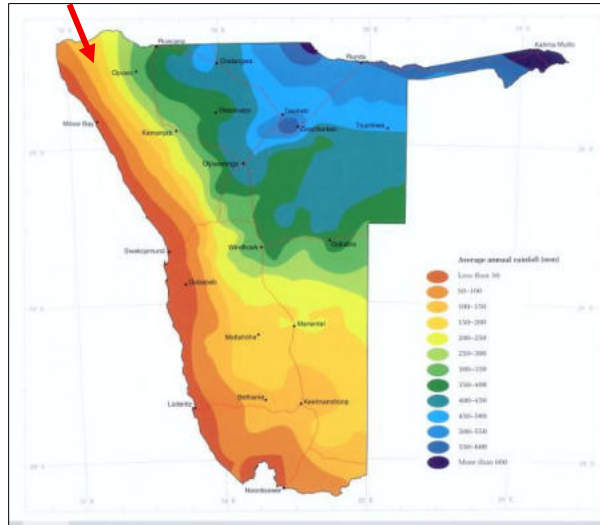 Ruacana
Katima Mulilo
Ondangwa
Rundu
Opuwo
Okaukuejo
Tsumeb
Möwe Bay
Grootfontein
Tsumkwe
Kamanjab
Otjiwarongo
Windhoek
Gobabis
Swakopmund
Average annual rainfall (mm)
Less than 50
Gobabeb
50-100
100-150
150-200
Mariental
200-250
Maltahöhe
250-300
300-350
350-400
Bethanie
Keetmanshoop
400-450
Lüderitz
450-500
500-550
550-600
More than 600
Noordoewer